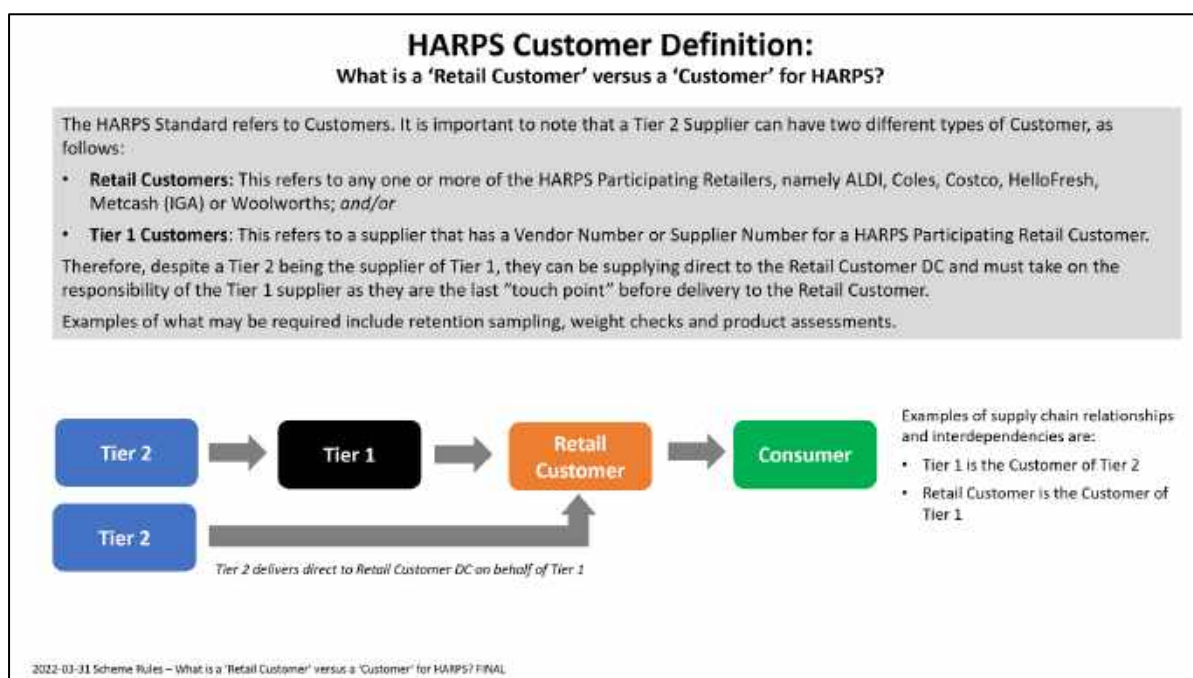 HARPS Customer Definition:
What is a ‘Retail Customer’ versus a ‘Customer’ for HARPS?
The HARPS Standard refers to Customers. It is important to note that a Tier 2 Supplier can have two different types of Customer, as
follows:
• Retail Customers: This refers to any one or more of the HARPS Participating Retailers, namely ALDI, Coles, Costco, HelloFresh,
Metcash (IGA) or Woolworths; and/or
• Tier 1 Customers: This refers to a supplier that has a Vendor Number or Supplier Number for a HARPS Participating Retail Customer.
Therefore, despite a Tier 2 being the supplier of Tier 1, they can be supplying direct to the Retail Customer DC and must take on the
responsibility of the Tier 1 supplier as they are the last “touch point” before delivery to the Retail Customer.
Examples of what may be required include retention sampling, weight checks and product assessments.
Tier 2
Tier 1
Retail
Customer
Consumer
Tier 2
Tier 2 delivers direct to Retail Customer DC on behalf of Tier 1
Examples of supply chain relationships
and interdependencies are:
• Tier 1 is the Customer of Tier 2
• Retail Customer is the Customer of
Tier 1
2022-03-31 Scheme Rules – What is a ‘Retail Customer’ versus a ‘Customer’ for HARPS? FINAL